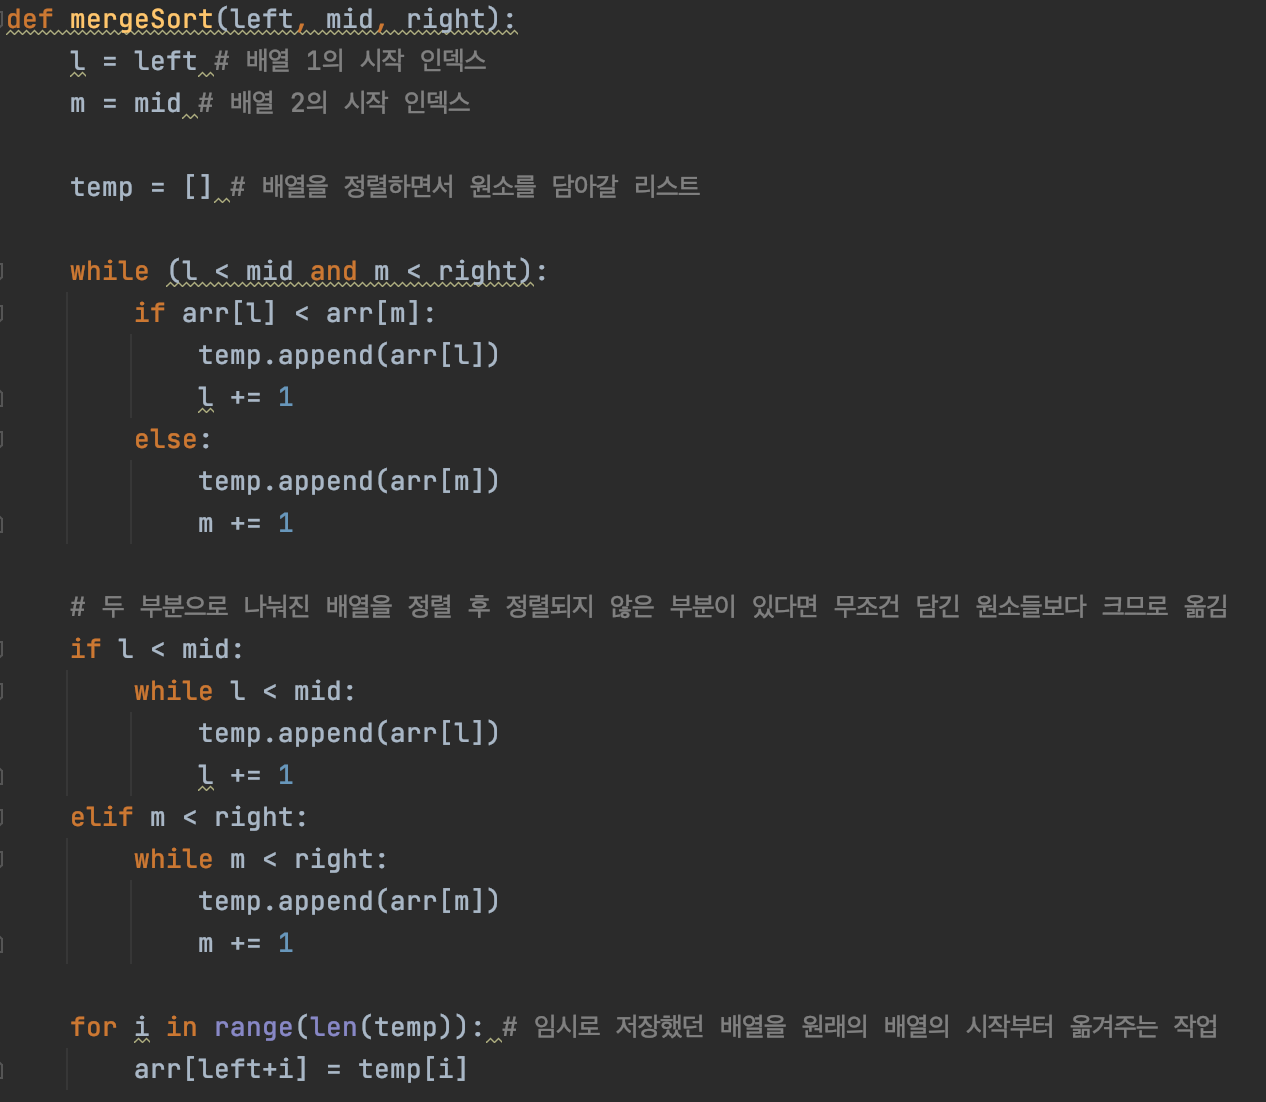 def mergeSort(left, mid, right):
    l = left # 배열 1의 시작 인덱스
    m = mid # 배열 2의 시작 인덱스
    temp = [] # 배열을 정렬하면서 원소를 담아갈 리스트
    while (l < mid and m < right):
        if arr[l] < arr[m]:
            temp.append(arr[l])
            l += 1
        else:
            temp.append(arr[m])
            m += 1
    # 두 부분으로 나눠진 배열을 정렬 후 정렬되지 않은 부분이 있다면 무조건 담긴 원소들보다 크므로 옮김
    if l < mid:
        while l < mid:
            temp.append(arr[l])
            l += 1
    elif m < right:
        while m < right:
            temp.append(arr[m])
            m += 1
    for i in range(len(temp)): # 임시로 저장했던 배열을 원래의 배열의 시작부터 옮겨주는 작업
        arr[left+i] = temp[i]